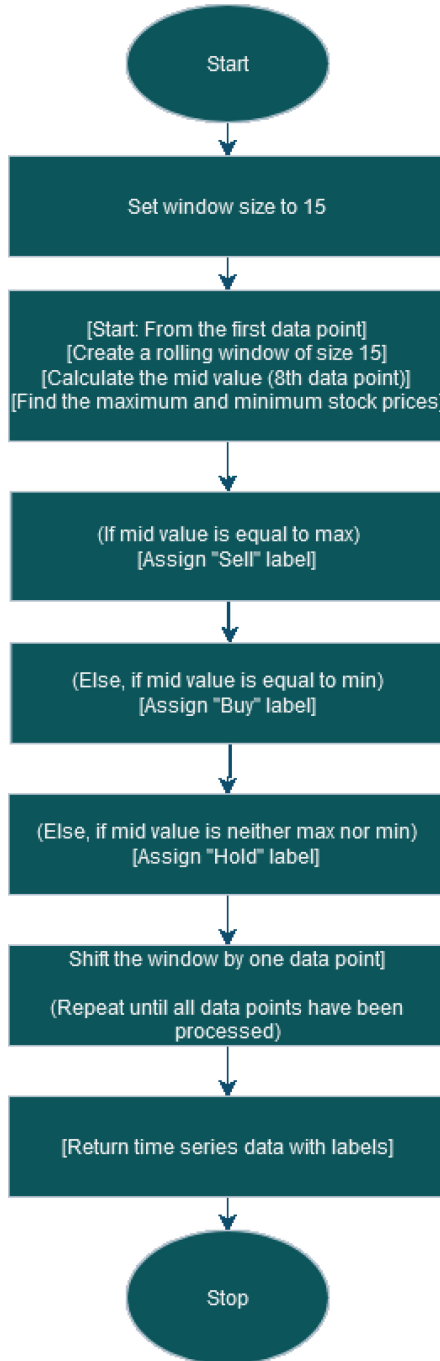 Start
Set window size to 15
[Start: From the first data point]
[Create a rolling window of size 15]
[Calculate the mid value (8th data point)]
[Find the maximum and minimum stock prices]
(If mid value is equal to max)
[Assign "Sell" label]
(Else, if mid value is equal to min)
[Assign "Buy" label]
(Else, if mid value is neither max nor min)
[Assign "Hold" label]
Shift the window by one data point]
(Repeat until all data points have been
processed)
[Return time series data with labels]
Stop